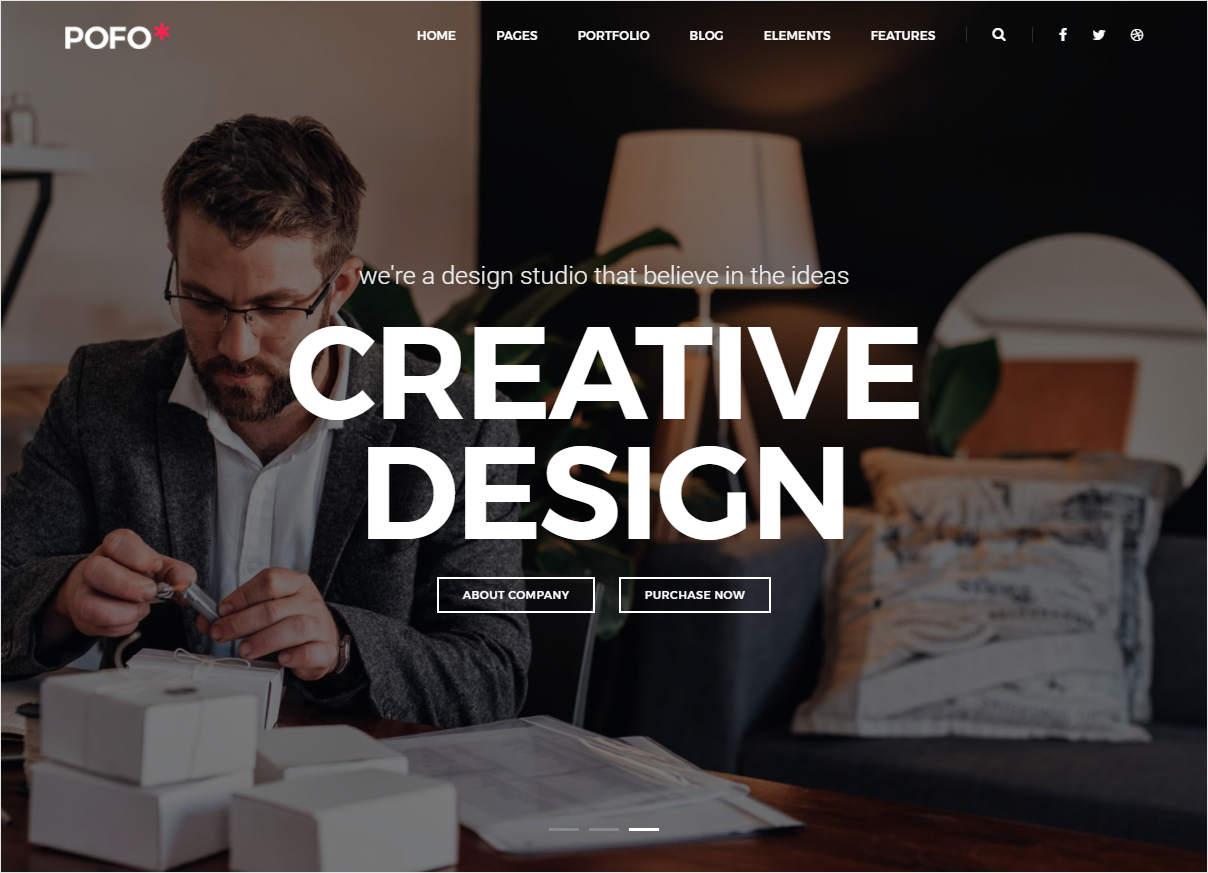 POFO*
HOME PAGES PORTFOLIO BLOG ELEMENTS FEATURES
we're a design studio that believe in the ideas
CREATIVE
DESIGN
ABOUT COMPANY PURCHASE NOW